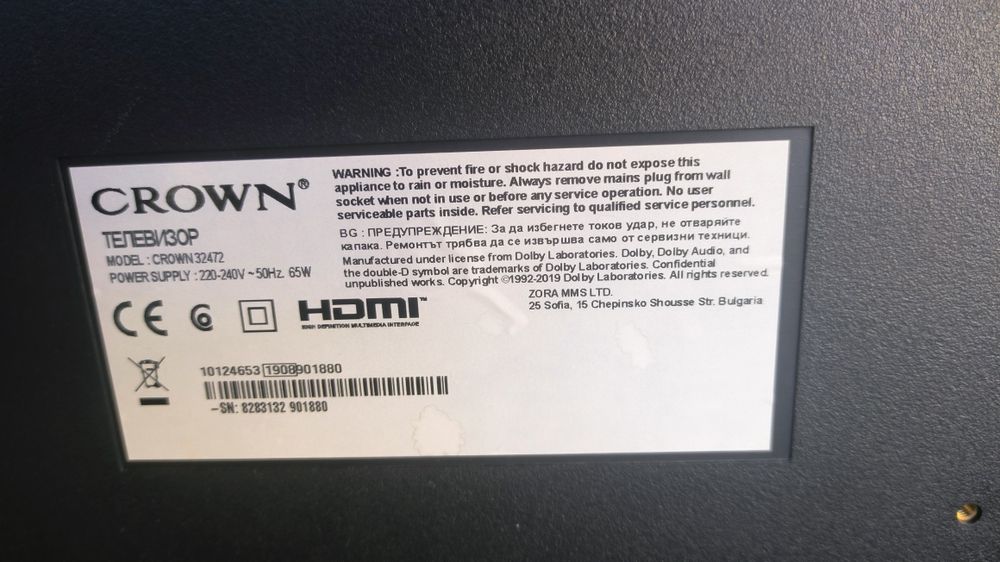 CROWN®
ТЕЛЕВИЗОР
MODEL : CROWN 32472
POWER SUPPLY : 220-240V ~ 50Hz. 65W
WARNING :To prevent fire or shock hazard do not expose this
appliance to rain or moisture. Always remove mains plug from wall
socket when not in use or before any service operation. No user
serviceable parts inside. Refer servicing to qualified service personnel.
BG : ПРЕДУПРЕЖДЕНИЕ: За да избегнете токов удар, не отваряйте
капака. Ремонтът трябва да се извършва само от сервизни техници.
Manufactured under license from Dolby Laboratories. Dolby, Dolby Audio, and
the double-D symbol are trademarks of Dolby Laboratories. Confidential
unpublished works. Copyright ©1992-2019 Dolby Laboratories. All rights reserved.
ZORA MMS LTD.
25 Sofia, 15 Chepinsko Shousse Str. Bulgaria
CE
HDMI™
HIGH DEFINITION MULTIMEDIA INTERFACE
10124653 1908901880
-SN: 8283132 901880